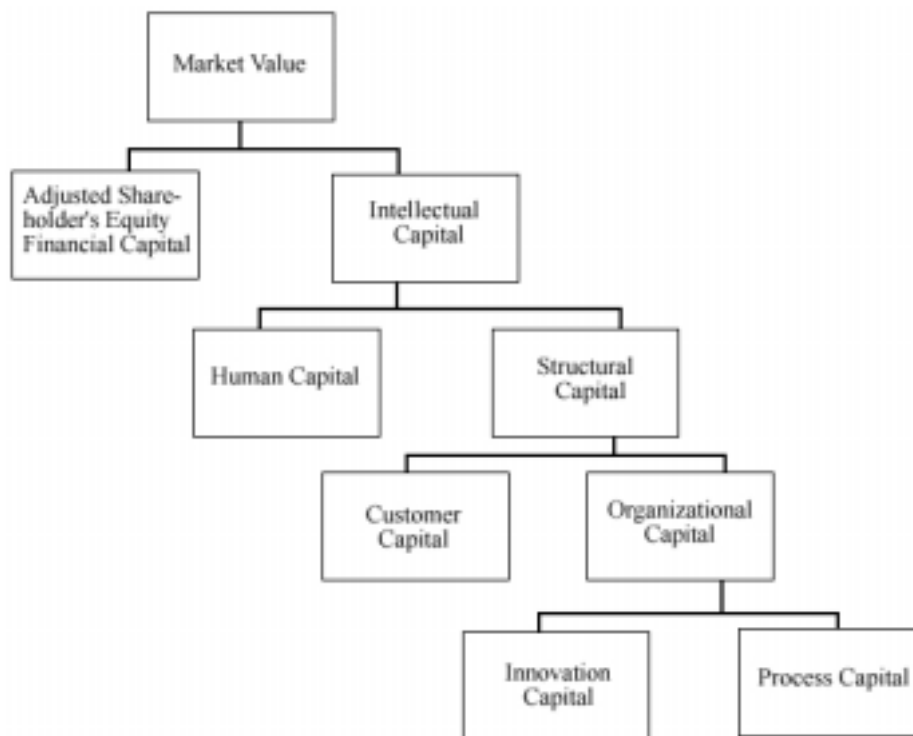 Market Value
Adjusted Share-
holder's Equity
Financial Capital
Intellectual
Capital
Human Capital
Structural
Capital
Customer
Capital
Organizational
Capital
Innovation
Capital
Process Capital